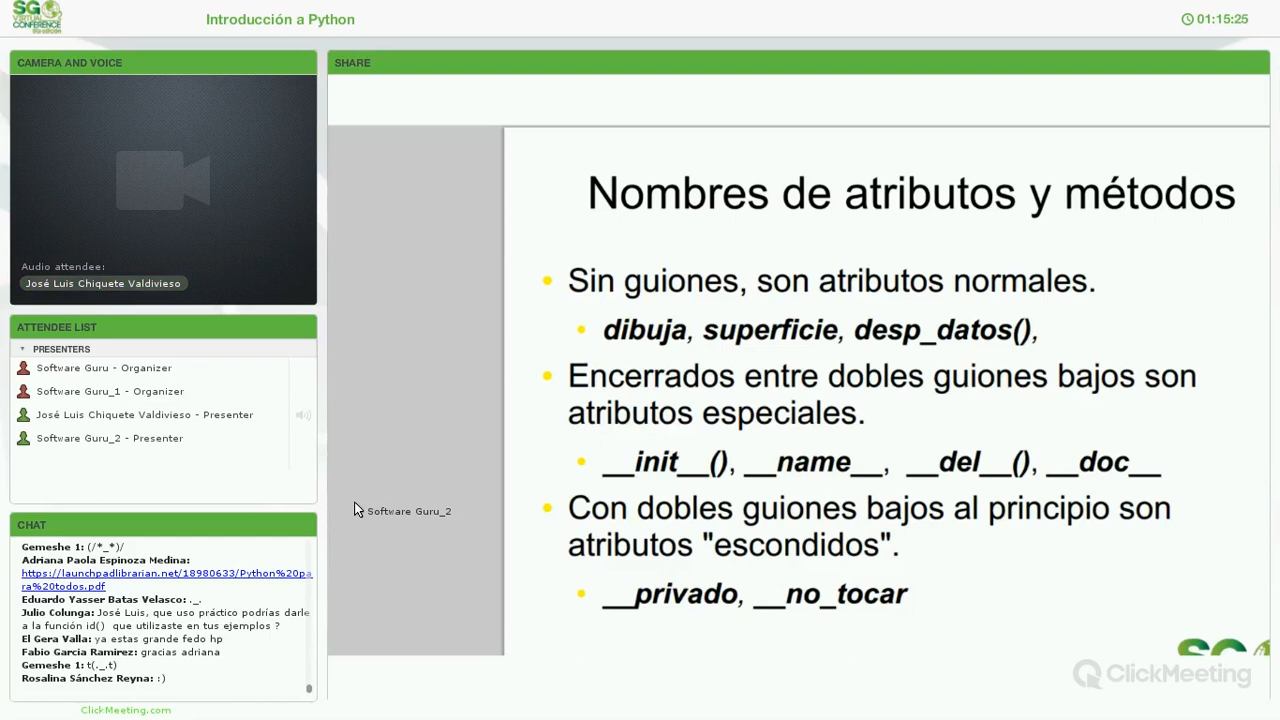 SG
VIRTUAL
CONFERENCE
Introducción a Python
01:15:25
CAMERA AND VOICE
Audio attendee:
José Luis Chiquete Valdivieso
ATTENDEE LIST
PRESENTERS
Software Guru - Organizer
Software Guru_1 - Organizer
José Luis Chiquete Valdivieso - Presenter
Software Guru_2 - Presenter
CHAT
Gemeshe 1: (/*_*)/
Adriana Paola Espinoza Medina:
https://launchpadlibrarian.net/18980633/Python%20pa
ra%20todos.pdf
Eduardo Yasser Batas Velasco: ._.
Julio Colunga: José Luis, que uso práctico podrías darle
a la función id() que utilizaste en tus ejemplos ?
El Gera Valla: ya estas grande fedo hp
Fabio Garcia Ramirez: gracias adriana
Gemeshe 1: t(._.t)
Rosalina Sánchez Reyna: :)
ClickMeeting.com
SHARE
Software Guru_2
Nombres de atributos y métodos
Sin guiones, son atributos normales.
dibuja, superficie, desp_datos(),
Encerrados entre dobles guiones bajos son
atributos especiales.
__init__(), __name__, __del__(), __doc__
Con dobles guiones bajos al principio son
atributos "escondidos".
__privado, __no_tocar
SG
ClickMeeting